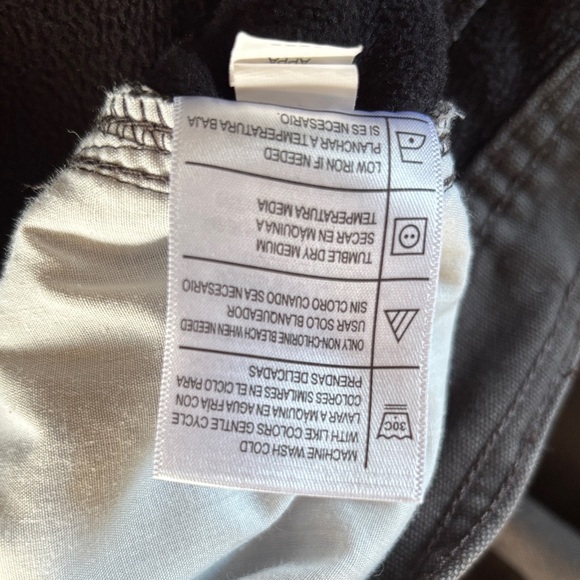 MACHINE WASH COLD
WITH LIKE COLORS GENTLE CYCLE
LAVAR A MAQUINA EN AGUA FRÍA CON
COLORES SIMILARES EN EL CICLO PARA
PRENDAS DELICADAS
30C
ONLY NON-CHLORINE BLEACH WHEN NEEDED
USAR SOLO BLANQUEADOR
SIN CLORO CUANDO SEA NECESARIO
TUMBLE DRY MEDIUM
SECAR EN MÁQUINA A
TEMPERATURA MEDIA
LOW IRON IF NEEDED
PLANCHAR A TEMPERATURA BAJA
SI ES NECESARIO.